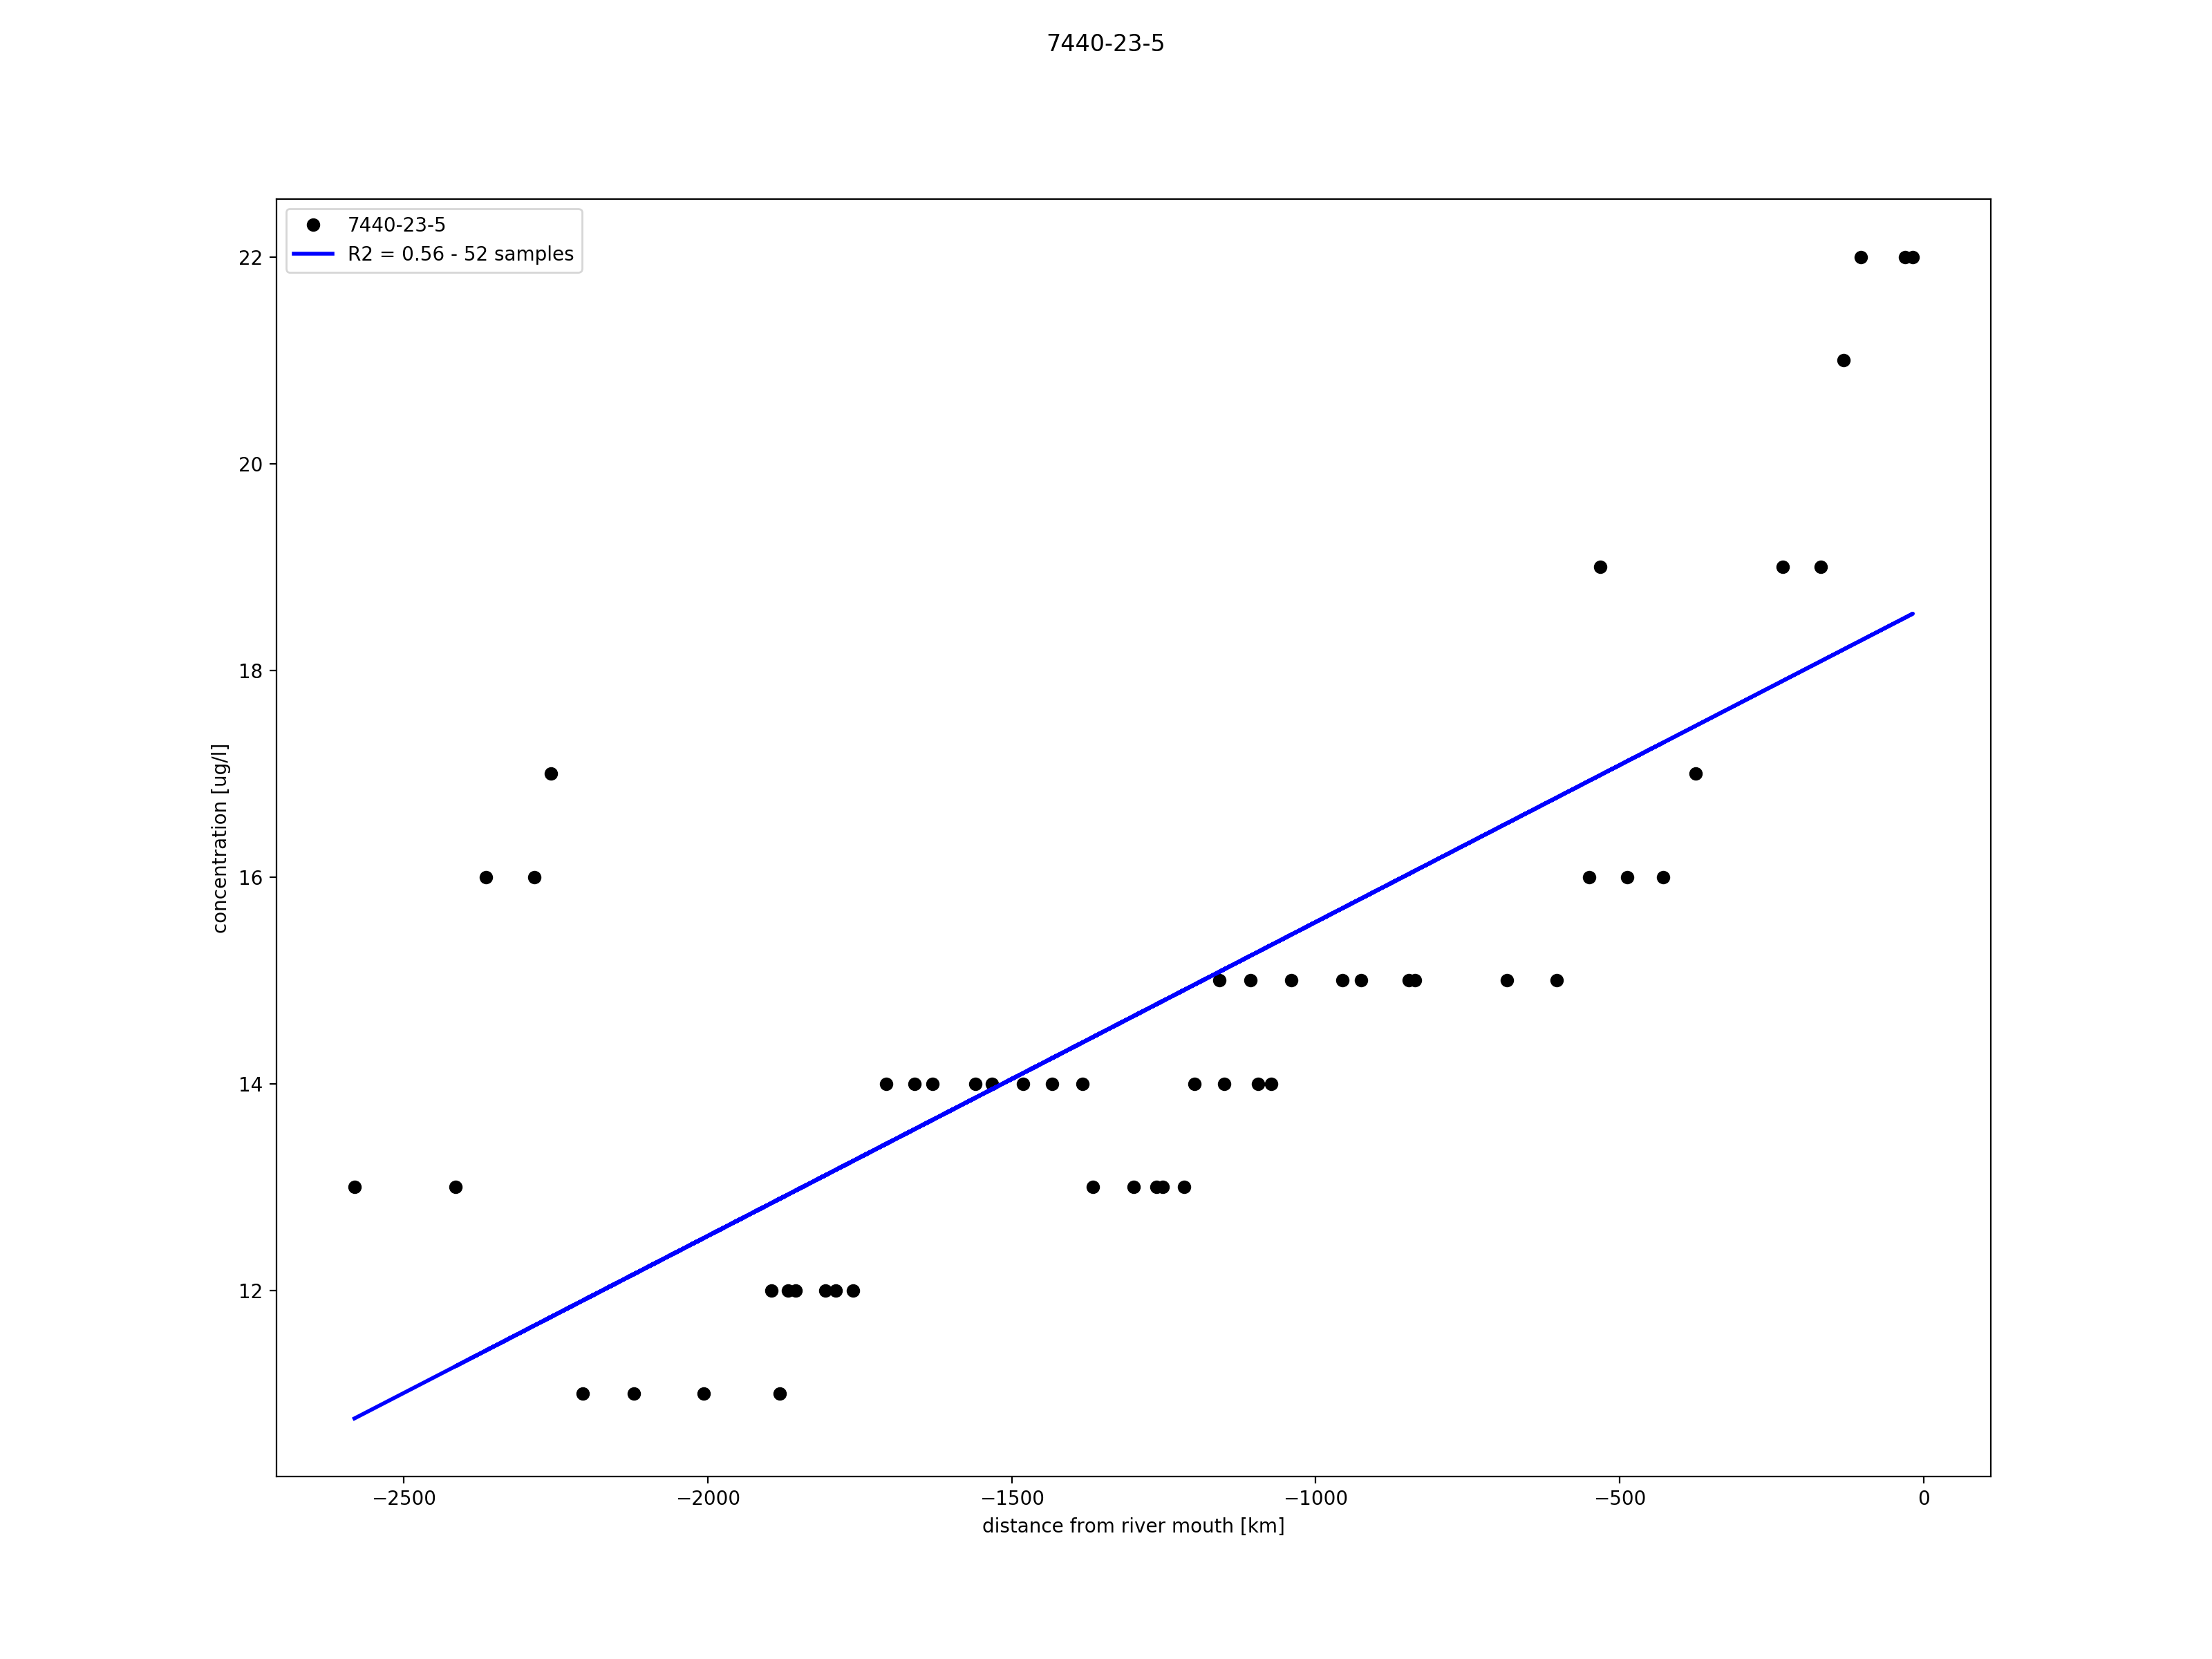 7440-23-5
7440-23-5
R2 = 0.56 - 52 samples
22
20
18
16
14
12
concentration [ug/l]
−2500 −2000 −1500 −1000 −500 0
distance from river mouth [km]